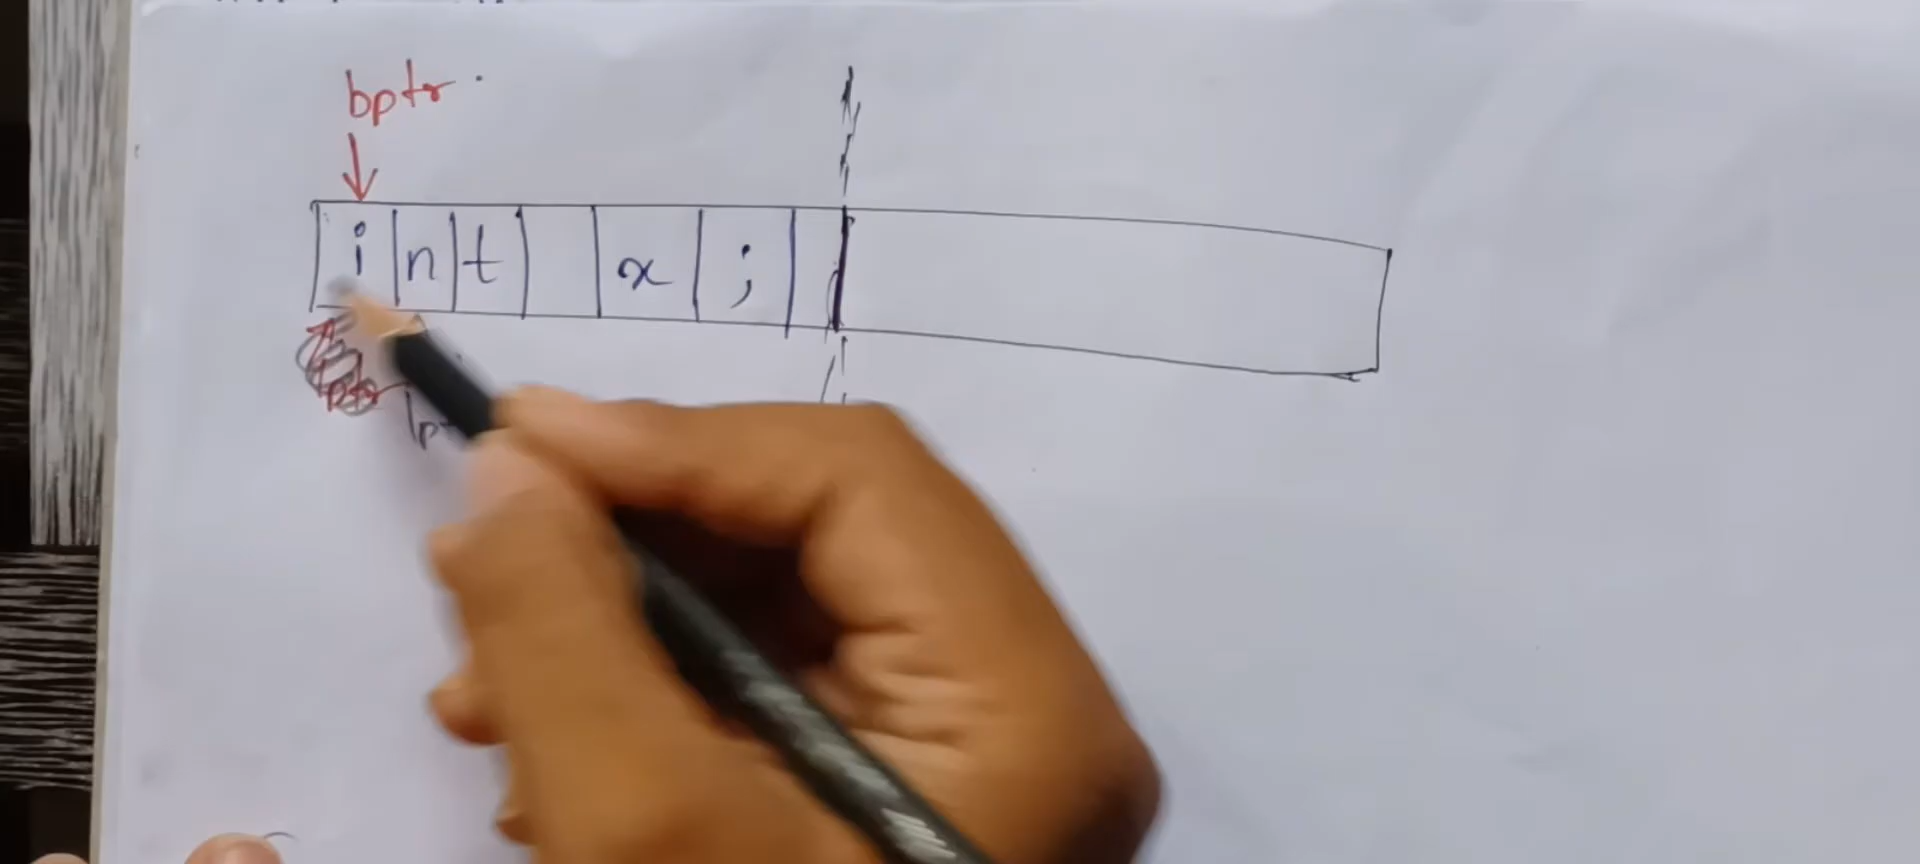 bptr
i n t x ;